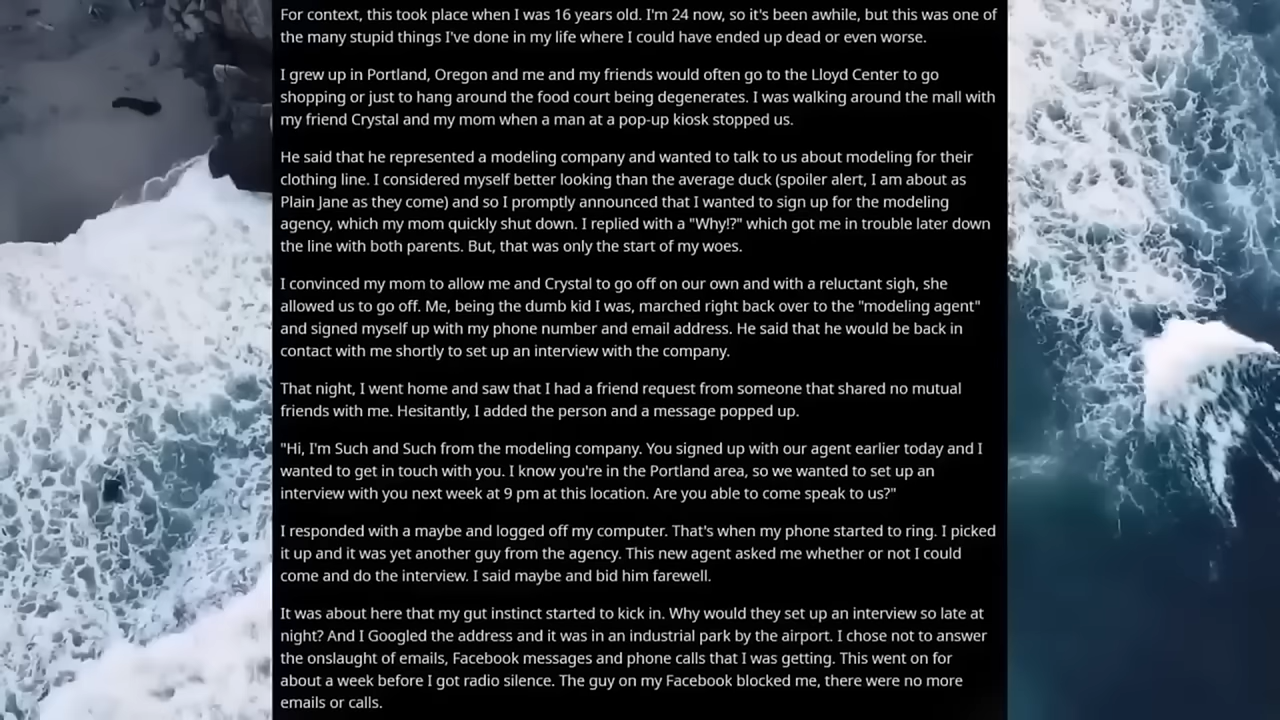 For context, this took place when I was 16 years old. I'm 24 now, so it's been awhile, but this was one of
the many stupid things I've done in my life where I could have ended up dead or even worse.
I grew up in Portland, Oregon and me and my friends would often go to the Lloyd Center to go
shopping or just to hang around the food court being degenerates. I was walking around the mall with
my friend Crystal and my mom when a man at a pop-up kiosk stopped us.
He said that he represented a modeling company and wanted to talk to us about modeling for their
clothing line. I considered myself better looking than the average duck (spoiler alert, I am about as
Plain Jane as they come) and so I promptly announced that I wanted to sign up for the modeling
agency, which my mom quickly shut down. I replied with a "Why!?" which got me in trouble later down
the line with both parents. But, that was only the start of my woes.
I convinced my mom to allow me and Crystal to go off on our own and with a reluctant sigh, she
allowed us to go off. Me, being the dumb kid I was, marched right back over to the "modeling agent"
and signed myself up with my phone number and email address. He said that he would be back in
contact with me shortly to set up an interview with the company.
That night, I went home and saw that I had a friend request from someone that shared no mutual
friends with me. Hesitantly, I added the person and a message popped up.
"Hi, I'm Such and Such from the modeling company. You signed up with our agent earlier today and I
wanted to get in touch with you. I know you're in the Portland area, so we wanted to set up an
interview with you next week at 9 pm at this location. Are you able to come speak to us?"
I responded with a maybe and logged off my computer. That's when my phone started to ring. I picked
it up and it was yet another guy from the agency. This new agent asked me whether or not I could
come and do the interview. I said maybe and bid him farewell.
It was about here that my gut instinct started to kick in. Why would they set up an interview so late at
night? And I Googled the address and it was in an industrial park by the airport. I chose not to answer
the onslaught of emails, Facebook messages and phone calls that I was getting. This went on for
about a week before I got radio silence. The guy on my Facebook blocked me, there were no more
emails or calls.